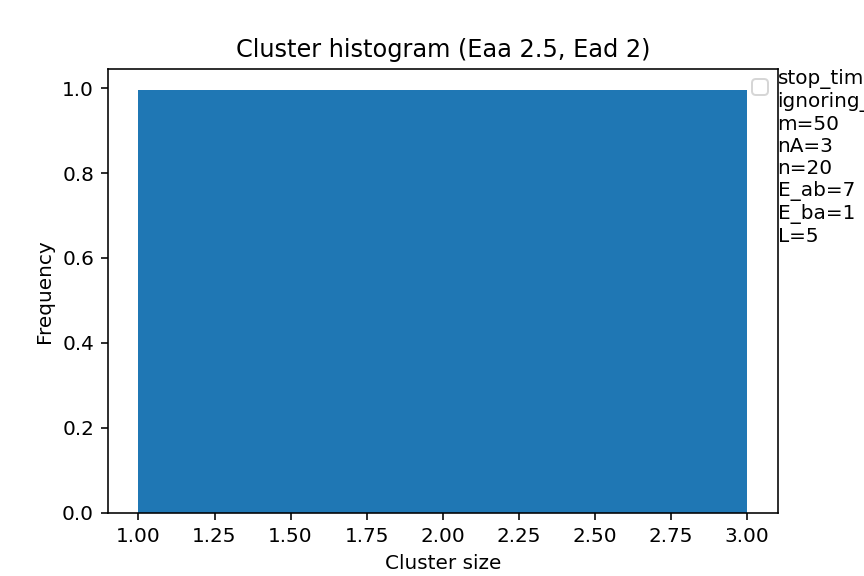 Cluster histogram (Eaa 2.5, Ead 2)
stop_tim
ignoring_
m=50
nA=3
n=20
E_ab=7
E_ba=1
L=5
Frequency
1.0
0.8
0.6
0.4
0.2
0.0
1.00 1.25 1.50 1.75 2.00 2.25 2.50 2.75 3.00
Cluster size